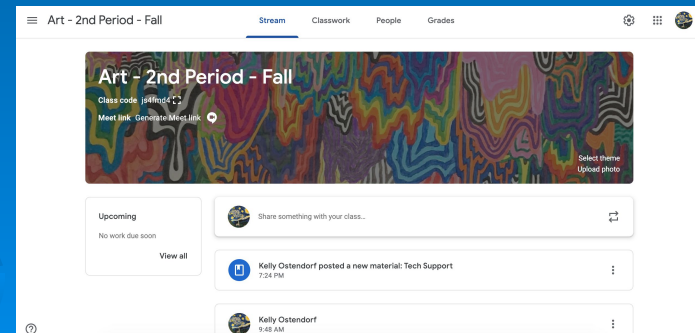 Art - 2nd Period - Fall
Stream
Classwork
People
Grades
Art - 2nd Period - Fall
Class code js4fmd4
Meet link Generate Meet link
Select theme
Upload photo
Upcoming
No work due soon
View all
Share something with your class...
Kelly Ostendorf posted a new material: Tech Support
7:24 PM
Kelly Ostendorf
9:48 AM